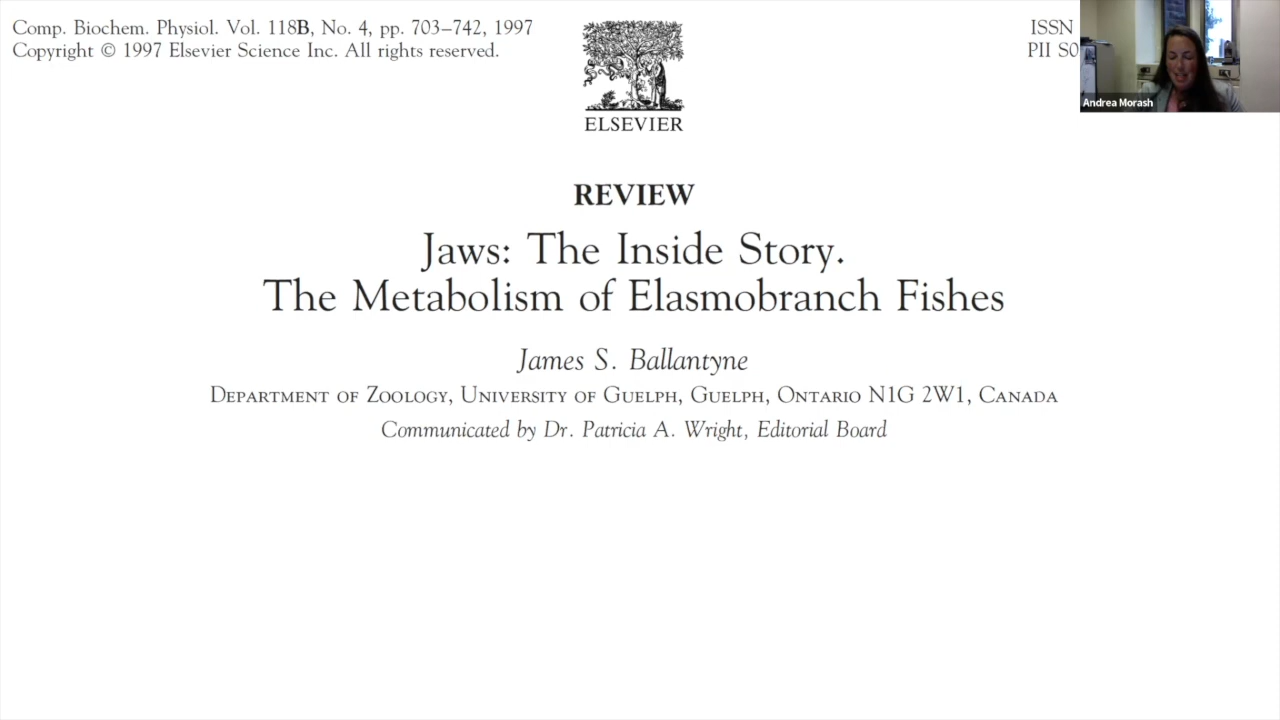 Comp. Biochem. Physiol. Vol. 118B, No. 4, pp. 703–742, 1997
Copyright © 1997 Elsevier Science Inc. All rights reserved.
ELSEVIER
ISSN
PII S0
Andrea Morash
REVIEW
Jaws: The Inside Story.
The Metabolism of Elasmobranch Fishes
James S. Ballantyne
Department of Zoology, University of Guelph, Guelph, Ontario N1G 2W1, Canada
Communicated by Dr. Patricia A. Wright, Editorial Board